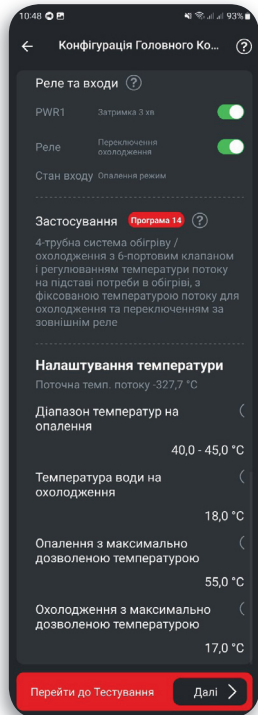 10:48 93%
Конфігурація Головного Ко...
Реле та входи
PWR1 Затримка 3 хв
Реле Переключення
охолодження
Стан входу Опалення режим
Застосування Програма 14
4-трубна система обігріву /
охолодження з 6-портовим клапаном
і регулюванням температури потоку
на підставі потреби в обігріві, з
фіксованою температурою потоку для
охолодження та переключенням за
зовнішнім реле
Налаштування температури
Поточна темп. потоку -327,7 °C
Діапазон температур на
опалення
40,0 - 45,0 °C
Температура води на
охолодження
18,0 °C
Опалення з максимально
дозволеною температурою
55,0 °C
Охолодження з максимально
дозволеною температурою
17,0 °C
Перейти до Тестування Далі